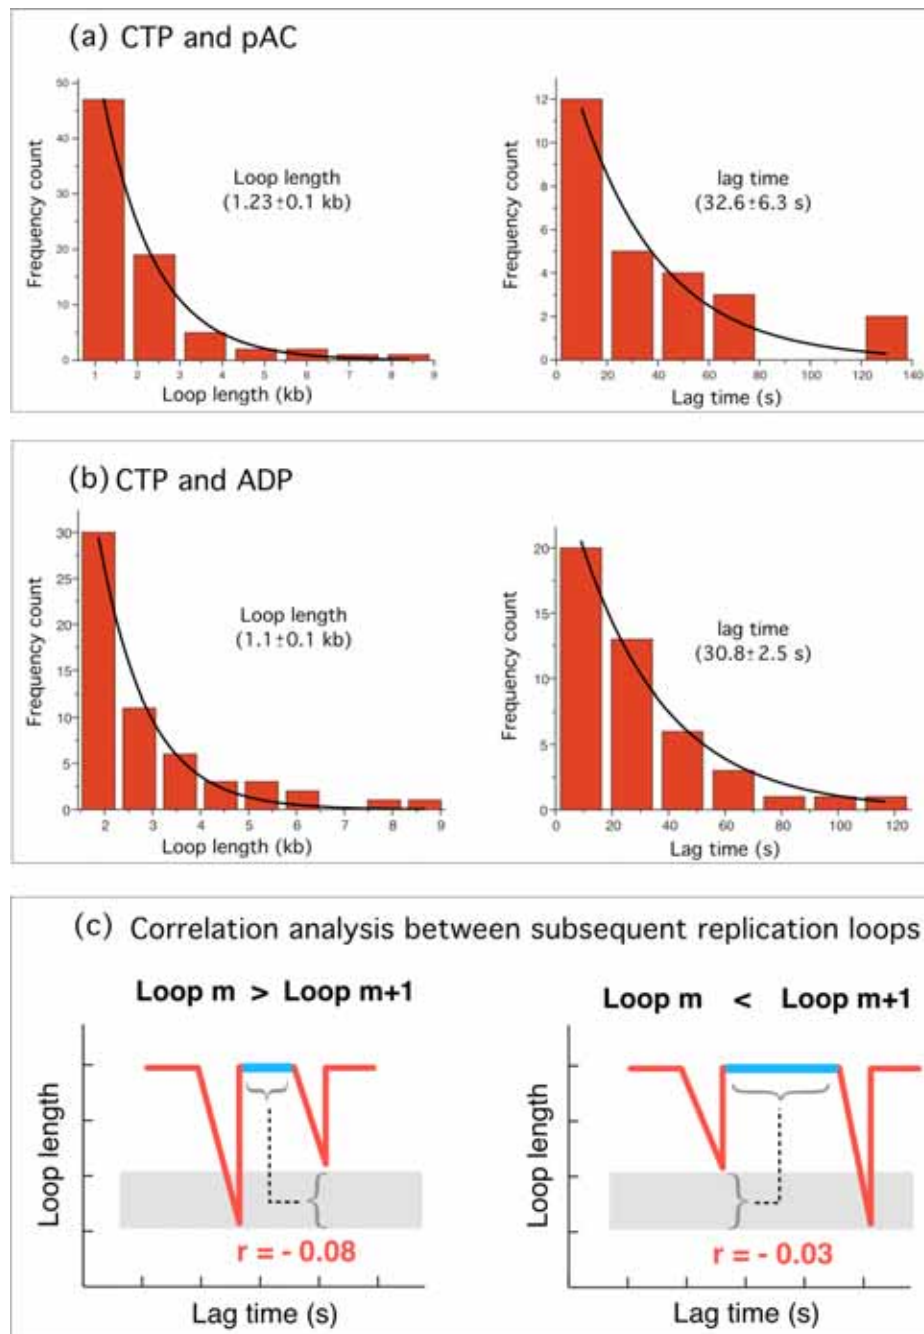 (a) CTP and pAC
Frequency count
50
40
30
20
10
0
Loop length
(1.23±0.1 kb)
1 2 3 4 5 6 7 8 9
Loop length (kb)
Frequency count
12
10
8
6
4
2
0
lag time
(32.6±6.3 s)
0 20 40 60 80 100 120 140
Lag time (s)
(b) CTP and ADP
Frequency count
30
25
20
15
10
5
0
Loop length
(1.1±0.1 kb)
2 3 4 5 6 7 8 9
Loop length (kb)
Frequency count
20
15
10
5
0
lag time
(30.8±2.5 s)
0 20 40 60 80 100 120
Lag time (s)
(c) Correlation analysis between subsequent replication loops
Loop m > Loop m+1
Loop length
r = - 0.08
Lag time (s)
Loop m < Loop m+1
Loop length
r = - 0.03
Lag time (s)